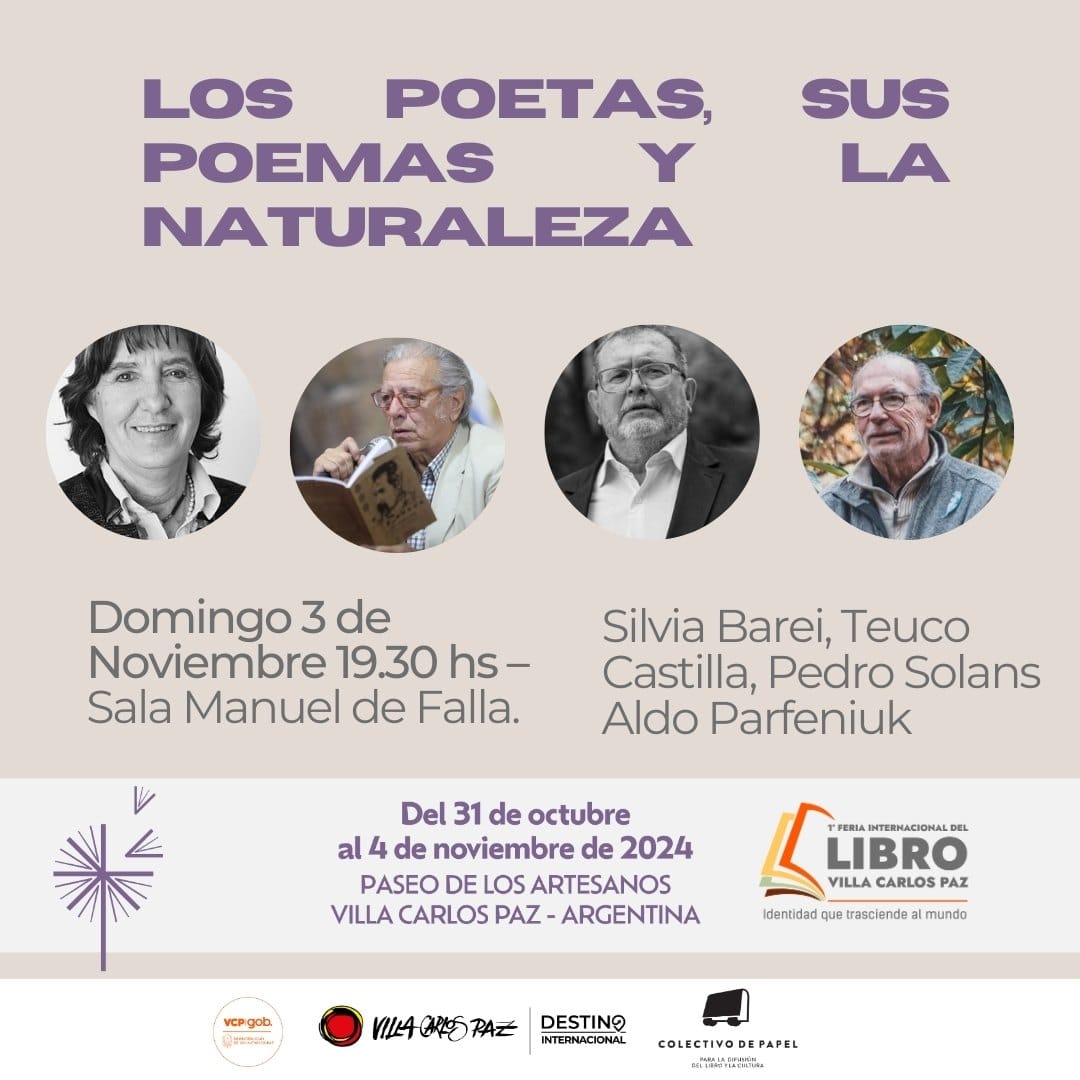 LOS POETAS, SUS
POEMAS Y LA
NATURALEZA
Domingo 3 de
Noviembre 19.30 hs –
Sala Manuel de Falla.
Silvia Barei, Teuco
Castilla, Pedro Solans
Aldo Parfeniuk
Del 31 de octubre
al 4 de noviembre de 2024
PASEO DE LOS ARTESANOS
VILLA CARLOS PAZ - ARGENTINA
1° FERIA INTERNACIONAL DEL
LIBRO
VILLA CARLOS PAZ
Identidad que trasciende al mundo
VCP|gob.
VILLA CARLOS PAZ
DESTINO
INTERNACIONAL
COLECTIVO DE PAPEL
PARA LA DIFUSIÓN
DEL LIBRO Y LA CULTURA